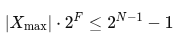 |X_max| · 2^F ≤ 2^{N−1} − 1